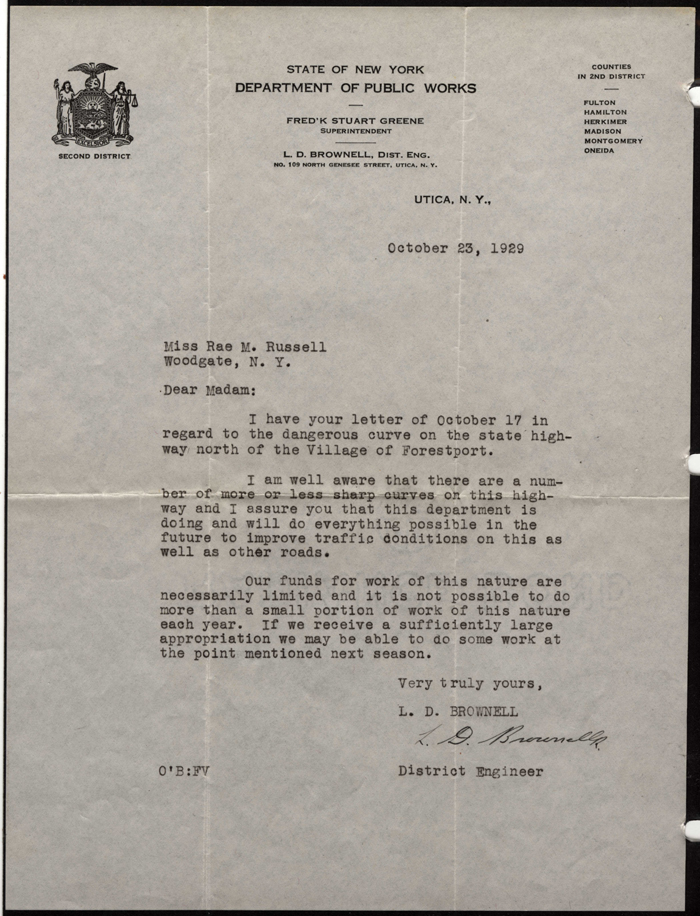 STATE OF NEW YORK
DEPARTMENT OF PUBLIC WORKS
FRED'K STUART GREENE
SUPERINTENDENT
L. D. BROWNELL, DIST. ENG.
NO. 109 NORTH GENESEE STREET, UTICA, N. Y.
EXCELSIOR
SECOND DISTRICT
COUNTIES
IN 2ND DISTRICT
FULTON
HAMILTON
HERKIMER
MADISON
MONTGOMERY
ONEIDA
UTICA, N. Y.,
October 23, 1929
Miss Rae M. Russell
Woodgate, N. Y.
Dear Madam:
I have your letter of October 17 in
regard to the dangerous curve on the state high-
way north of the Village of Forestport.
I am well aware that there are a num-
ber of more or less sharp curves on this high-
way and I assure you that this department is
doing and will do everything possible in the
future to improve traffic conditions on this as
well as other roads.
Our funds for work of this nature are
necessarily limited and it is not possible to do
more than a small portion of work of this nature
each year. If we receive a sufficiently large
appropriation we may be able to do some work at
the point mentioned next season.
Very truly yours,
L. D. BROWNELL
L. D. Brownell
O'B:FV
District Engineer